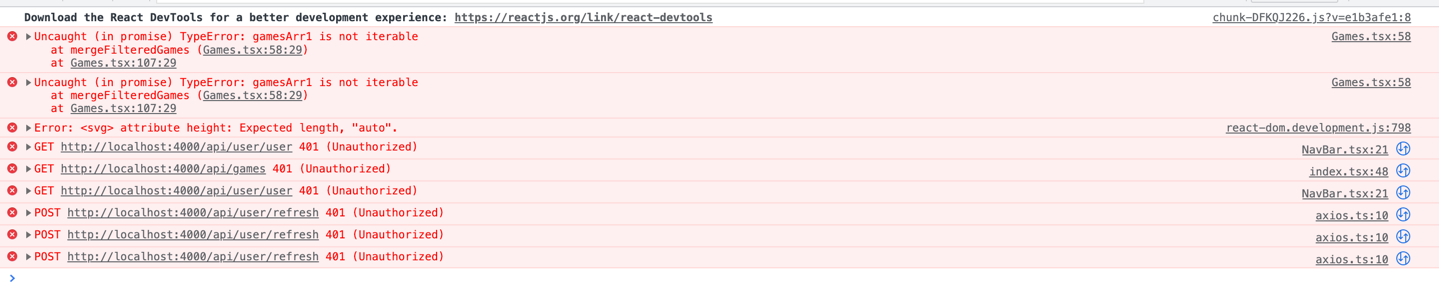 Download the React DevTools for a better development experience: https://reactjs.org/link/react-devtools chunk-DFKQJ226.js?v=e1b3afe1:8
Uncaught (in promise) TypeError: gamesArr1 is not iterable Games.tsx:58
at mergeFilteredGames (Games.tsx:58:29)
at Games.tsx:107:29
Uncaught (in promise) TypeError: gamesArr1 is not iterable Games.tsx:58
at mergeFilteredGames (Games.tsx:58:29)
at Games.tsx:107:29
Error: <svg> attribute height: Expected length, "auto". react-dom.development.js:798
GET http://localhost:4000/api/user/user 401 (Unauthorized) NavBar.tsx:21
GET http://localhost:4000/api/games 401 (Unauthorized) index.tsx:48
GET http://localhost:4000/api/user/user 401 (Unauthorized) NavBar.tsx:21
POST http://localhost:4000/api/user/refresh 401 (Unauthorized) axios.ts:10
POST http://localhost:4000/api/user/refresh 401 (Unauthorized) axios.ts:10
POST http://localhost:4000/api/user/refresh 401 (Unauthorized) axios.ts:10